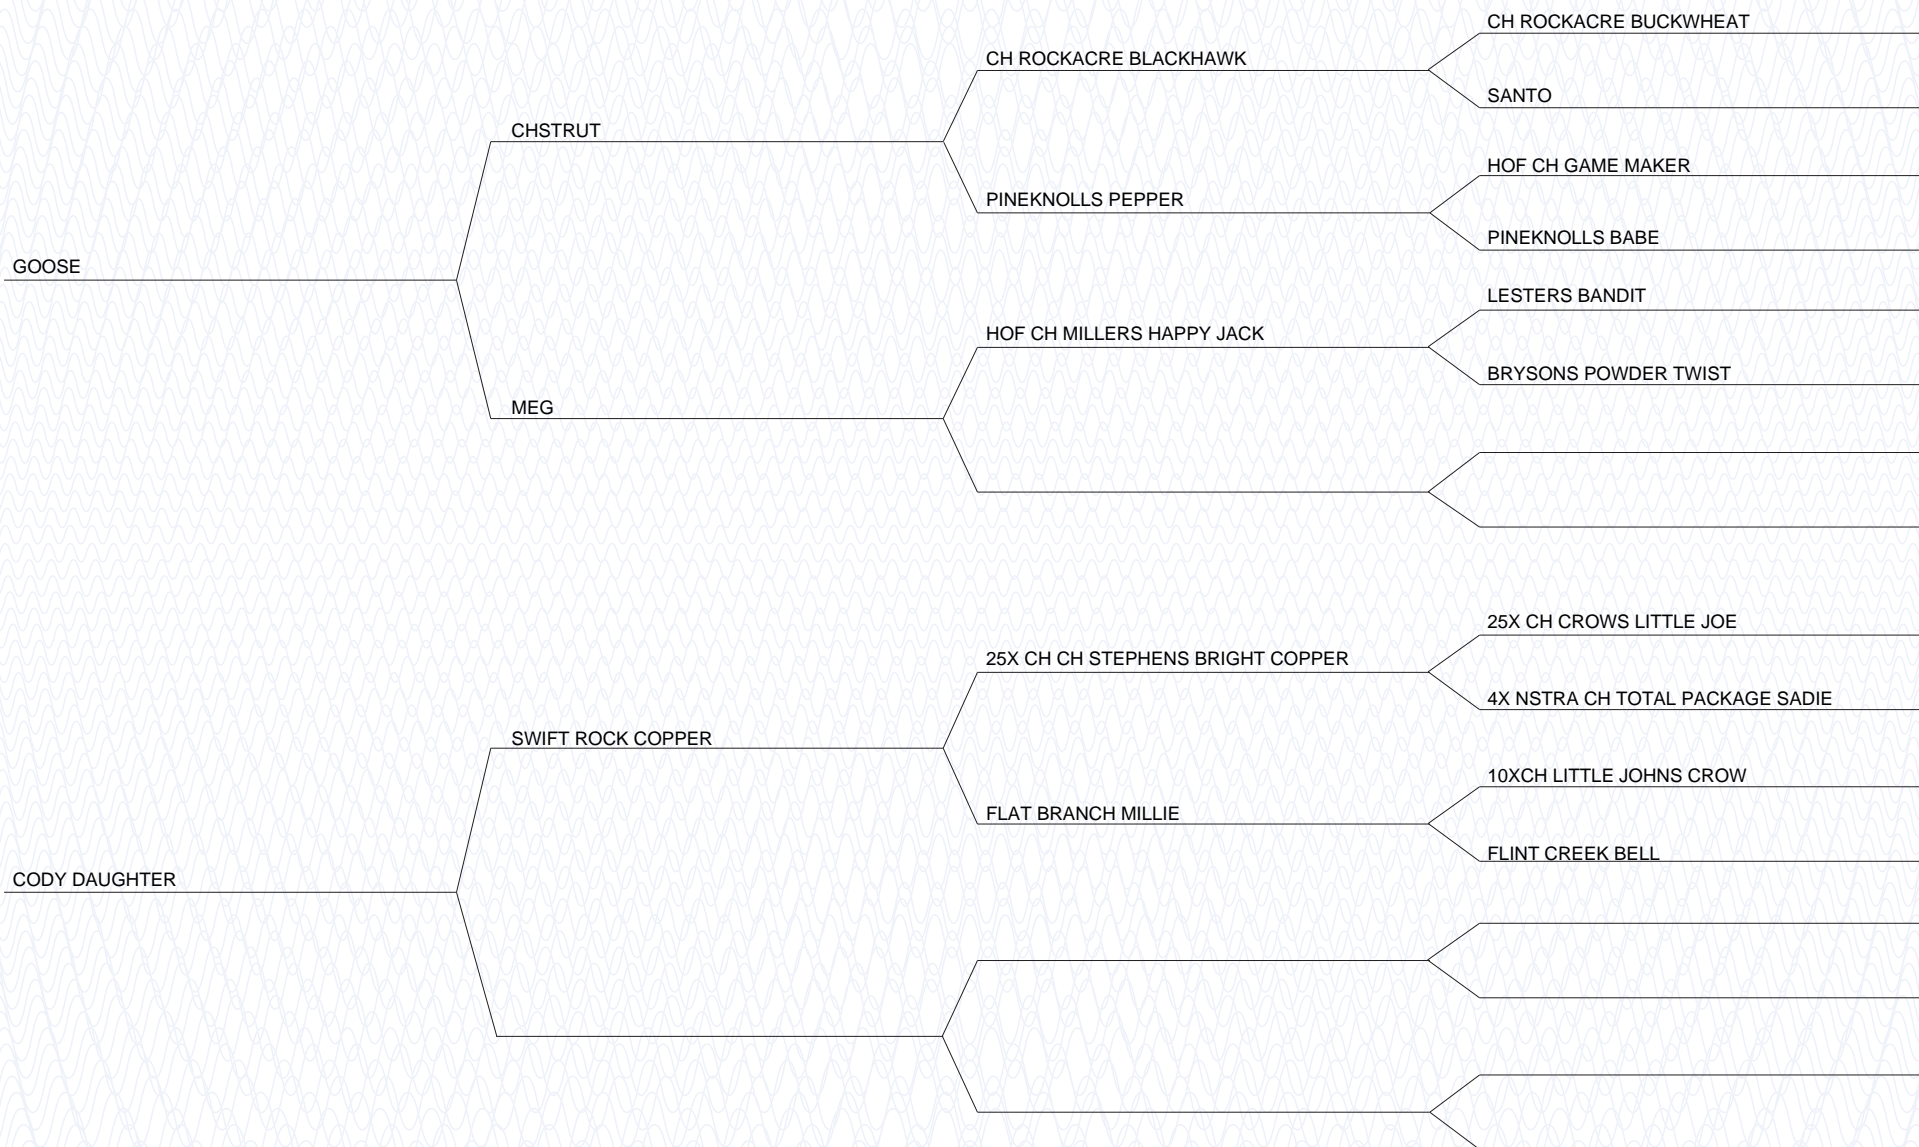 CH ROCKACRE BUCKWHEAT
CH ROCKACRE BLACKHAWK
SANTO
CHSTRUT
HOF CH GAME MAKER
PINEKNOLLS PEPPER
PINEKNOLLS BABE
GOOSE
LESTERS BANDIT
HOF CH MILLERS HAPPY JACK
BRYSONS POWDER TWIST
MEG
25X CH CROWS LITTLE JOE
25X CH CH STEPHENS BRIGHT COPPER
4X NSTRA CH TOTAL PACKAGE SADIE
SWIFT ROCK COPPER
10XCH LITTLE JOHNS CROW
FLAT BRANCH MILLIE
FLINT CREEK BELL
CODY DAUGHTER